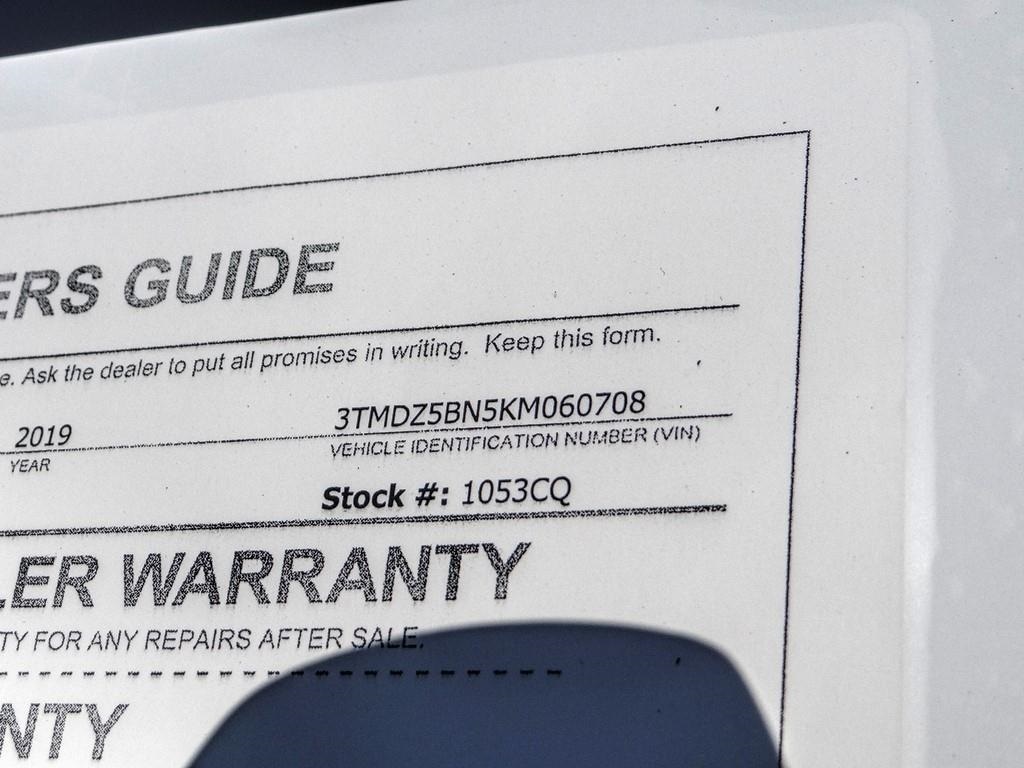 ERS GUIDE
e. Ask the dealer to put all promises in writing. Keep this form.
2019 3TMDZ5BN5KM060708
YEAR VEHICLE IDENTIFICATION NUMBER (VIN)
Stock #: 1053CQ
LER WARRANTY
TY FOR ANY REPAIRS AFTER SALE.
NTY